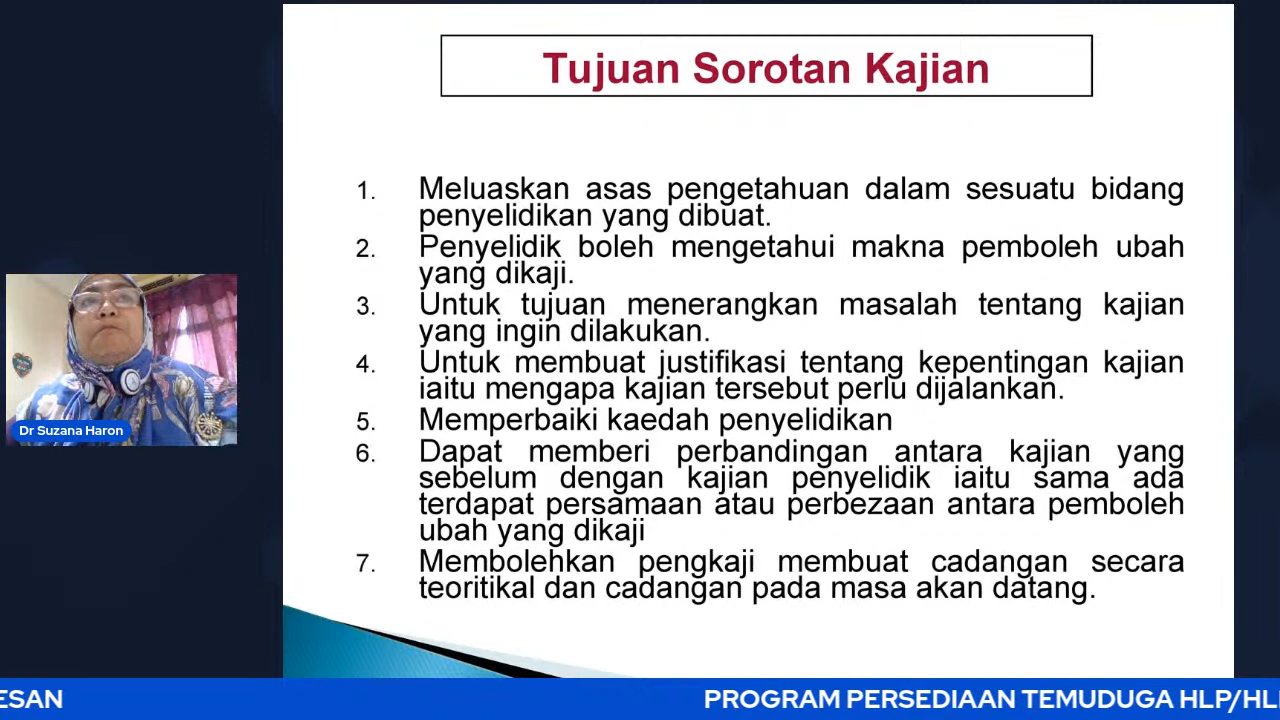 Tujuan Sorotan Kajian
1. Meluaskan asas pengetahuan dalam sesuatu bidang
penyelidikan yang dibuat.
2. Penyelidik boleh mengetahui makna pemboleh ubah
yang dikaji.
3. Untuk tujuan menerangkan masalah tentang kajian
yang ingin dilakukan.
4. Untuk membuat justifikasi tentang kepentingan kajian
iaitu mengapa kajian tersebut perlu dijalankan.
5. Memperbaiki kaedah penyelidikan
6. Dapat memberi perbandingan antara kajian yang
sebelum dengan kajian penyelidik iaitu sama ada
terdapat persamaan atau perbezaan antara pemboleh
ubah yang dikaji
7. Membolehkan pengkaji membuat cadangan secara
teoritikal dan cadangan pada masa akan datang.
Dr Suzana Haron
ESAN PROGRAM PERSEDIAAN TEMUDUGA HLP/HL